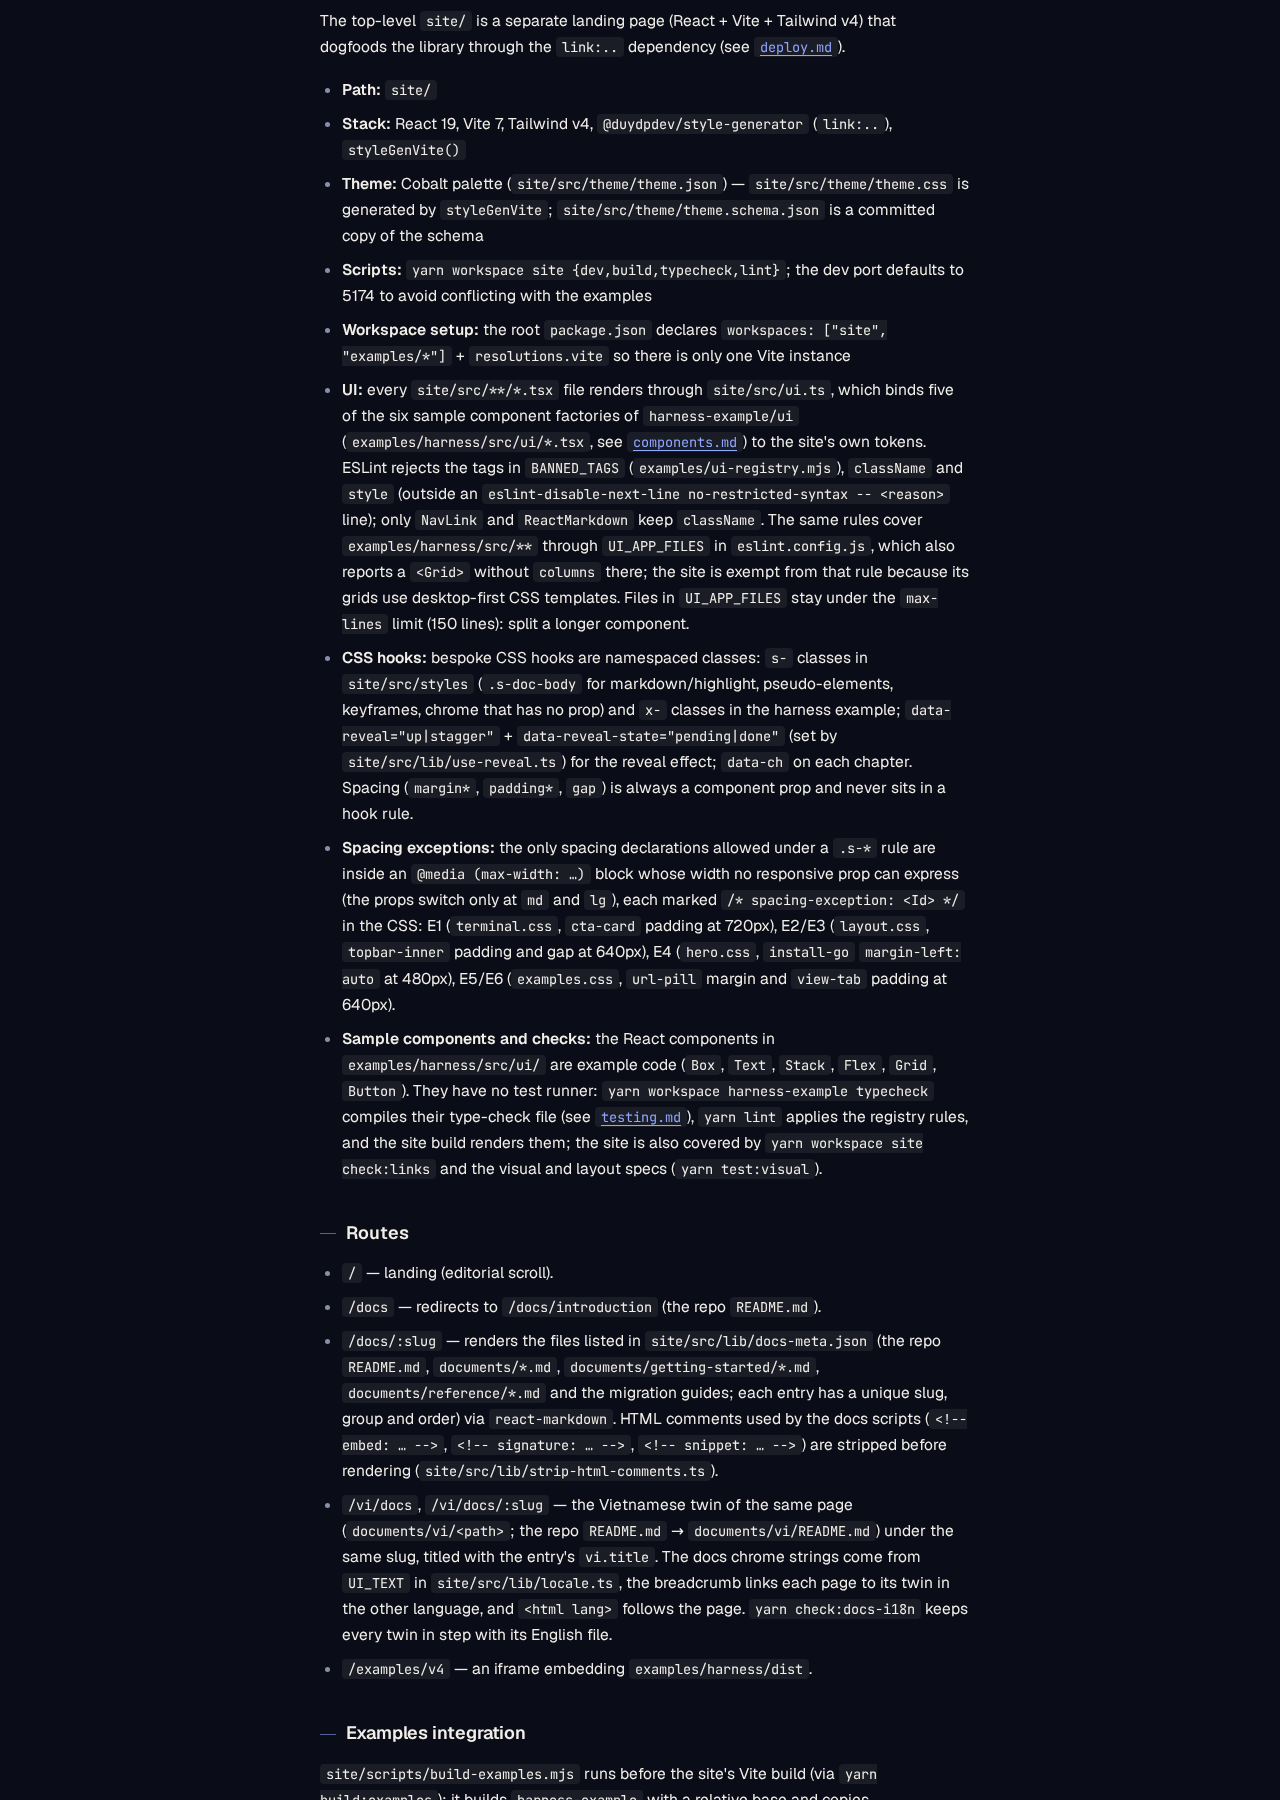 The top-level site/ is a separate landing page (React + Vite + Tailwind v4) that
dogfoods the library through the link:.. dependency (see deploy.md ).
Path: site/
Stack: React 19, Vite 7, Tailwind v4, @duydpdev/style-generator ( link:.. ),
styleGenVite()
Theme: Cobalt palette ( site/src/theme/theme.json ) — site/src/theme/theme.css is
generated by styleGenVite ; site/src/theme/theme.schema.json is a committed
copy of the schema
Scripts: yarn workspace site {dev,build,typecheck,lint} ; the dev port defaults to
5174 to avoid conflicting with the examples
Workspace setup: the root package.json declares workspaces: ["site",
"examples/*"] + resolutions.vite so there is only one Vite instance
UI: every site/src/**/*.tsx file renders through site/src/ui.ts , which binds five
of the six sample component factories of harness-example/ui
( examples/harness/src/ui/*.tsx , see components.md ) to the site's own tokens.
ESLint rejects the tags in BANNED_TAGS ( examples/ui-registry.mjs ), className and
style (outside an eslint-disable-next-line no-restricted-syntax -- <reason>
line); only NavLink and ReactMarkdown keep className . The same rules cover
examples/harness/src/** through UI_APP_FILES in eslint.config.js , which also
reports a <Grid> without columns there; the site is exempt from that rule because its
grids use desktop-first CSS templates. Files in UI_APP_FILES stay under the max-
lines limit (150 lines): split a longer component.
CSS hooks: bespoke CSS hooks are namespaced classes: s- classes in
site/src/styles ( .s-doc-body for markdown/highlight, pseudo-elements,
keyframes, chrome that has no prop) and x- classes in the harness example; data-
reveal="up|stagger" + data-reveal-state="pending|done" (set by
site/src/lib/use-reveal.ts ) for the reveal effect; data-ch on each chapter.
Spacing ( margin* , padding* , gap ) is always a component prop and never sits in a
hook rule.
Spacing exceptions: the only spacing declarations allowed under a .s-* rule are
inside an @media (max-width: …) block whose width no responsive prop can express
(the props switch only at md and lg ), each marked /* spacing-exception: <Id> */
in the CSS: E1 ( terminal.css , cta-card padding at 720px), E2/E3 ( layout.css ,
topbar-inner padding and gap at 640px), E4 ( hero.css , install-go margin-left:
auto at 480px), E5/E6 ( examples.css , url-pill margin and view-tab padding at
640px).
Sample components and checks: the React components in
examples/harness/src/ui/ are example code ( Box , Text , Stack , Flex , Grid ,
Button ). They have no test runner: yarn workspace harness-example typecheck
compiles their type-check file (see testing.md ), yarn lint applies the registry rules,
and the site build renders them; the site is also covered by yarn workspace site
check:links and the visual and layout specs ( yarn test:visual ).
Routes
/ — landing (editorial scroll).
/docs — redirects to /docs/introduction (the repo README.md ).
/docs/:slug — renders the files listed in site/src/lib/docs-meta.json (the repo
README.md , documents/*.md , documents/getting-started/*.md ,
documents/reference/*.md and the migration guides; each entry has a unique slug,
group and order) via react-markdown . HTML comments used by the docs scripts ( <!--
embed: … --> , <!-- signature: … --> , <!-- snippet: … --> ) are stripped before
rendering ( site/src/lib/strip-html-comments.ts ).
/vi/docs , /vi/docs/:slug — the Vietnamese twin of the same page
( documents/vi/<path> ; the repo README.md → documents/vi/README.md ) under the
same slug, titled with the entry's vi.title . The docs chrome strings come from
UI_TEXT in site/src/lib/locale.ts , the breadcrumb links each page to its twin in
the other language, and <html lang> follows the page. yarn check:docs-i18n keeps
every twin in step with its English file.
/examples/v4 — an iframe embedding examples/harness/dist .
Examples integration
site/scripts/build-examples.mjs runs before the site's Vite build (via yarn
build:examples ); it builds harness-example with a relative base and copies